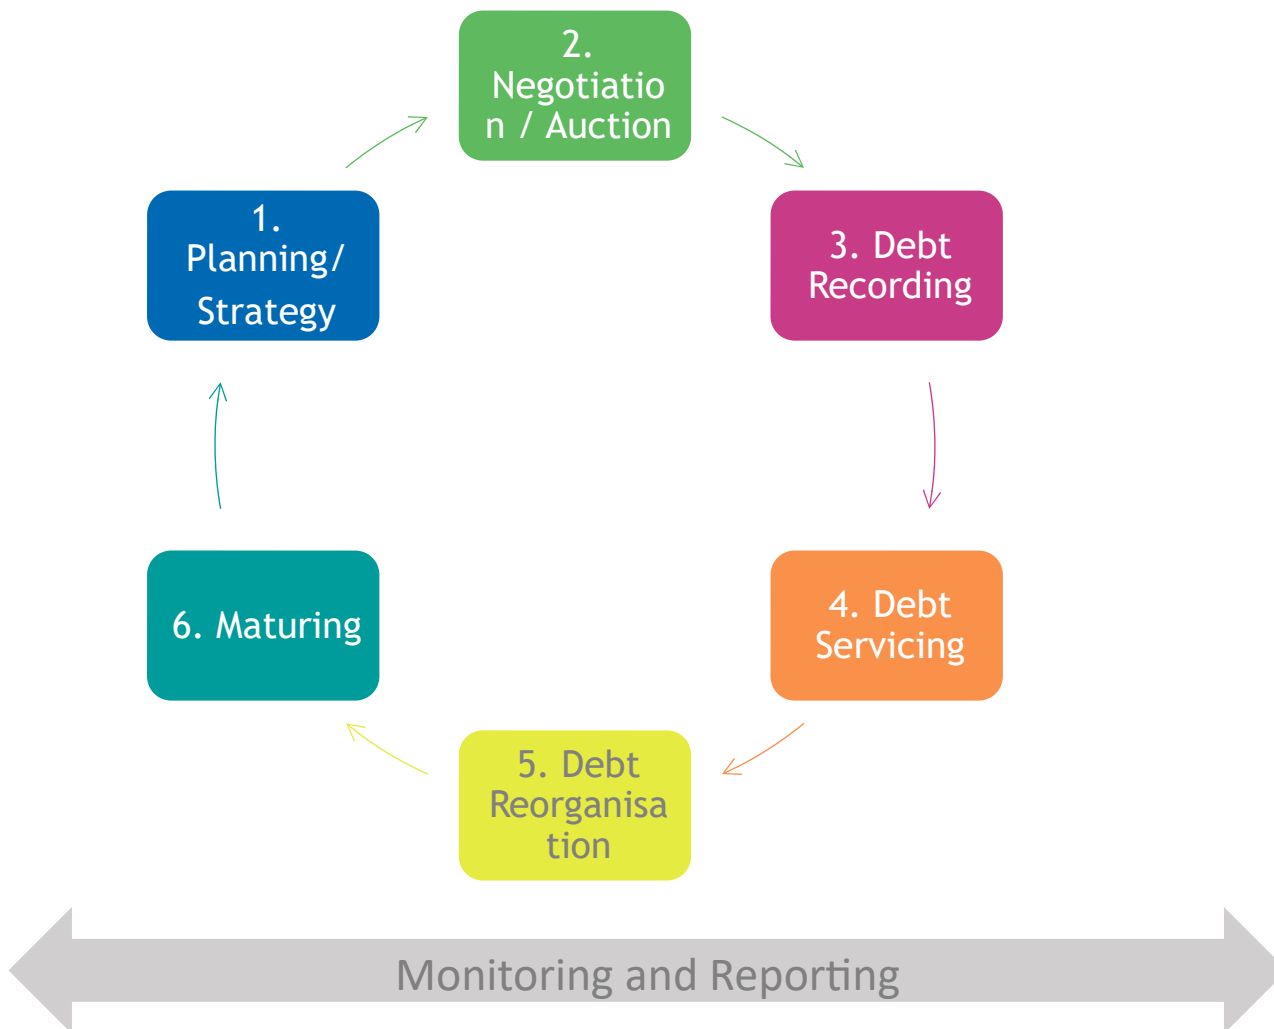 1.
Planning/
Strategy
2.
Negotiatio
n / Auction
3. Debt
Recording
4. Debt
Servicing
5. Debt
Reorganisa
tion
6. Maturing
Monitoring and Reporting